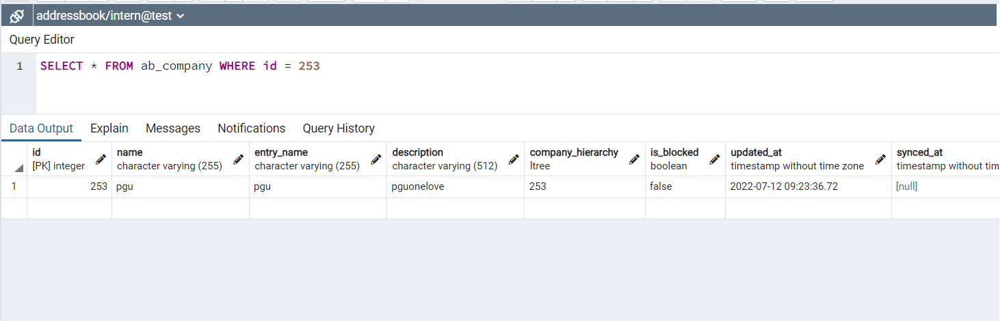 addressbook/intern@test
Query Editor
1 SELECT * FROM ab_company WHERE id = 253
Data Output Explain Messages Notifications Query History
id name entry_name description company_hierarchy is_blocked updated_at synced_at
[PK] integer character varying (255) character varying (255) character varying (512) ltree boolean timestamp without time zone timestamp without tim
1 253 pgu pgu pguonelove 253 false 2022-07-12 09:23:36.72 [null]